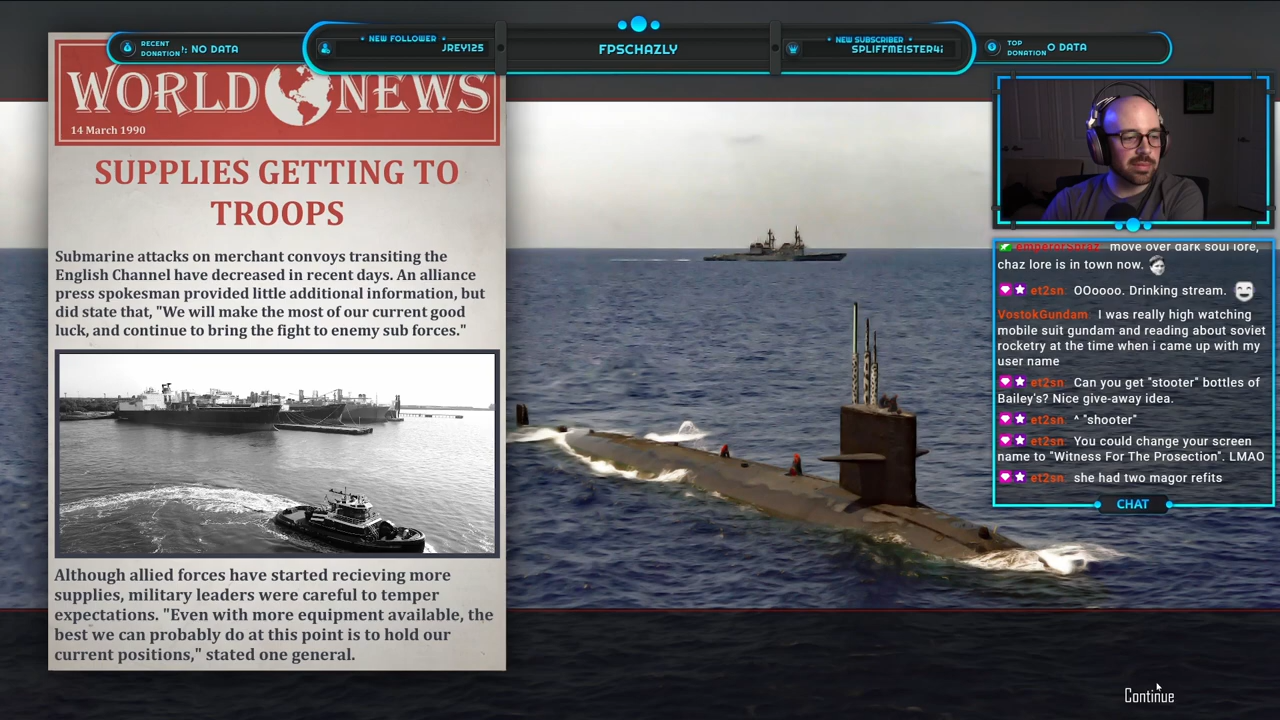 RECENT
DONATION
: NO DATA
NEW FOLLOWER
JREY125
FPSCHAZLY
NEW SUBSCRIBER
SPLIFFMEISTER42
TOP
DONATION
O DATA
WORLD NEWS
14 March 1990
SUPPLIES GETTING TO
TROOPS
Submarine attacks on merchant convoys transiting the
English Channel have decreased in recent days. An alliance
press spokesman provided little additional information, but
did state that, "We will make the most of our current good
luck, and continue to bring the fight to enemy sub forces."
Although allied forces have started recieving more
supplies, military leaders were careful to temper
expectations. "Even with more equipment available, the
best we can probably do at this point is to hold our
current positions," stated one general.
emperorspraz move over dark soul lore,
chaz lore is in town now.
et2sn OOoooo. Drinking stream.
VostokGundam I was really high watching
mobile suit gundam and reading about soviet
rocketry at the time when i came up with my
user name
et2sn Can you get "stooter" bottles of
Bailey's? Nice give-away idea.
et2sn ^ "shooter"
et2sn You could change your screen
name to "Witness For The Prosection". LMAO
et2sn she had two magor refits
CHAT
Continue